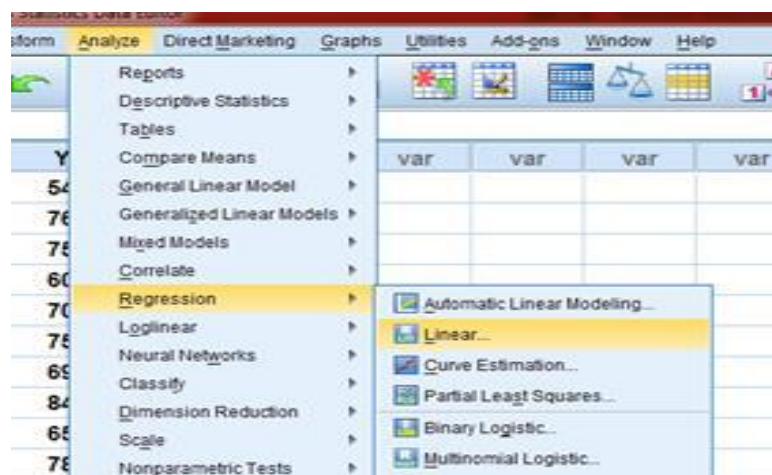 Statistics Data Editor
sform Analyze Direct Marketing Graphs Utilities Add-ons Window Help
Reports
Descriptive Statistics
Tables
Y Compare Means var var var var
54 General Linear Model
76 Generalized Linear Models
75 Mixed Models
60 Correlate
70 Regression Automatic Linear Modeling...
75 Loglinear Linear...
69 Neural Networks Curve Estimation...
84 Classify Partial Least Squares...
65 Dimension Reduction Binary Logistic...
78 Scale Multinomial Logistic...
Nonparametric Tests